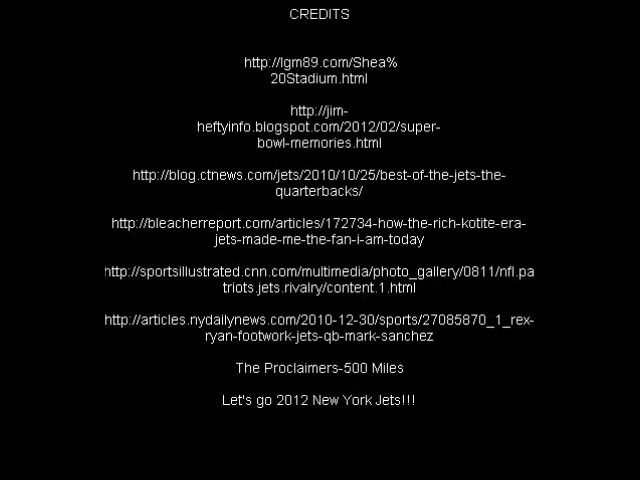 CREDITS
http://lgm89.com/Shea%
20Stadium.html
http://jim-
heftyinfo.blogspot.com/2012/02/super-
bowl-memories.html
http://blog.ctnews.com/jets/2010/10/25/best-of-the-jets-the-
quarterbacks/
http://bleacherreport.com/articles/172734-how-the-rich-kotite-era-
jets-made-me-the-fan-i-am-today
http://sportsillustrated.cnn.com/multimedia/photo_gallery/0811/nfl.pa
triots.jets.rivalry/content.1.html
http://articles.nydailynews.com/2010-12-30/sports/27085870_1_rex-
ryan-footwork-jets-qb-mark-sanchez
The Proclaimers-500 Miles
Let's go 2012 New York Jets!!!